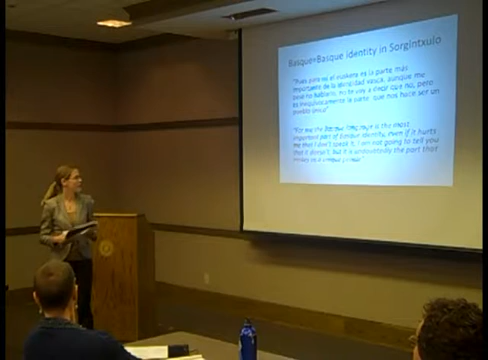 Basque=Basque identity in Sorgintxulo
"Pues para mi el euskera es la parte más
importante de la identidad vasca, aunque me
pese no hablarlo, no te voy a decir que no, pero
es inequívocamente la parte que nos hace ser un
pueblo único"
"For me the Basque language is the most
important part of Basque identity, even if it hurts
me that I don't speak it, I am not going to tell you
that it doesn't, but it is undoubtedly the part that
makes us a unique people"